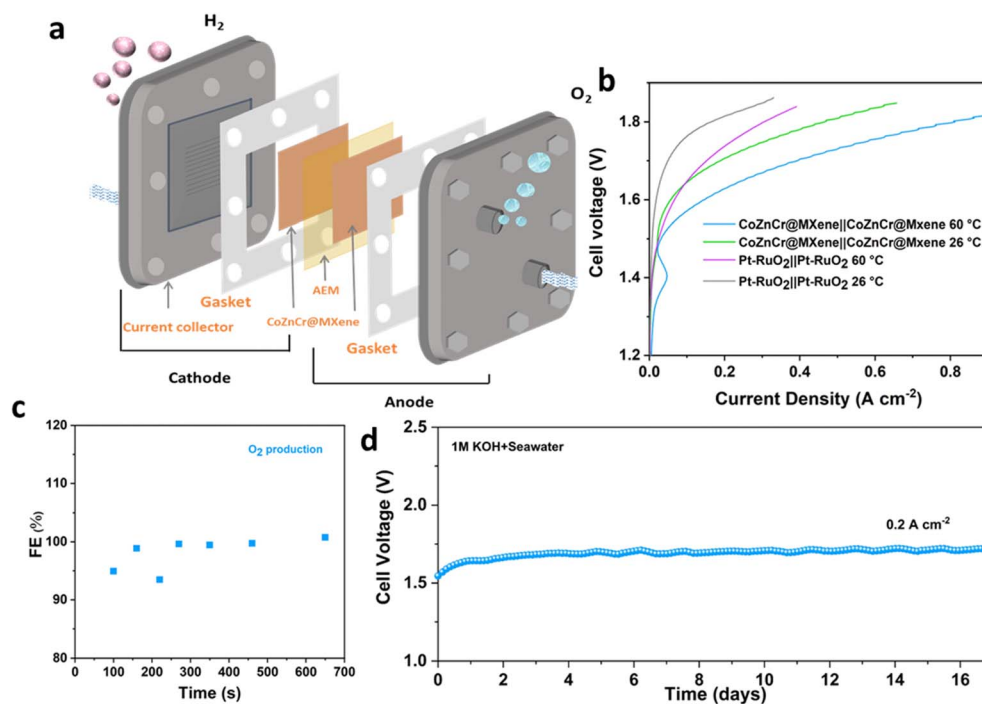 a
H2
O2
Gasket
AEM
Current collector
CoZnCr@MXene
Gasket
Cathode
Anode
b
Cell voltage (V)
1.8
1.6
1.4
1.2
CoZnCr@MXene||CoZnCr@Mxene 60 °C
CoZnCr@MXene||CoZnCr@Mxene 26 °C
Pt-RuO2||Pt-RuO2 60 °C
Pt-RuO2||Pt-RuO2 26 °C
0.0 0.2 0.4 0.6 0.8
Current Density (A cm-2)
c
FE (%)
120
110
100
90
80
O2 production
0 100 200 300 400 500 600 700
Time (s)
d
Cell Voltage (V)
2.5
2.0
1.5
1.0
1M KOH+Seawater
0.2 A cm-2
0 2 4 6 8 10 12 14 16
Time (days)